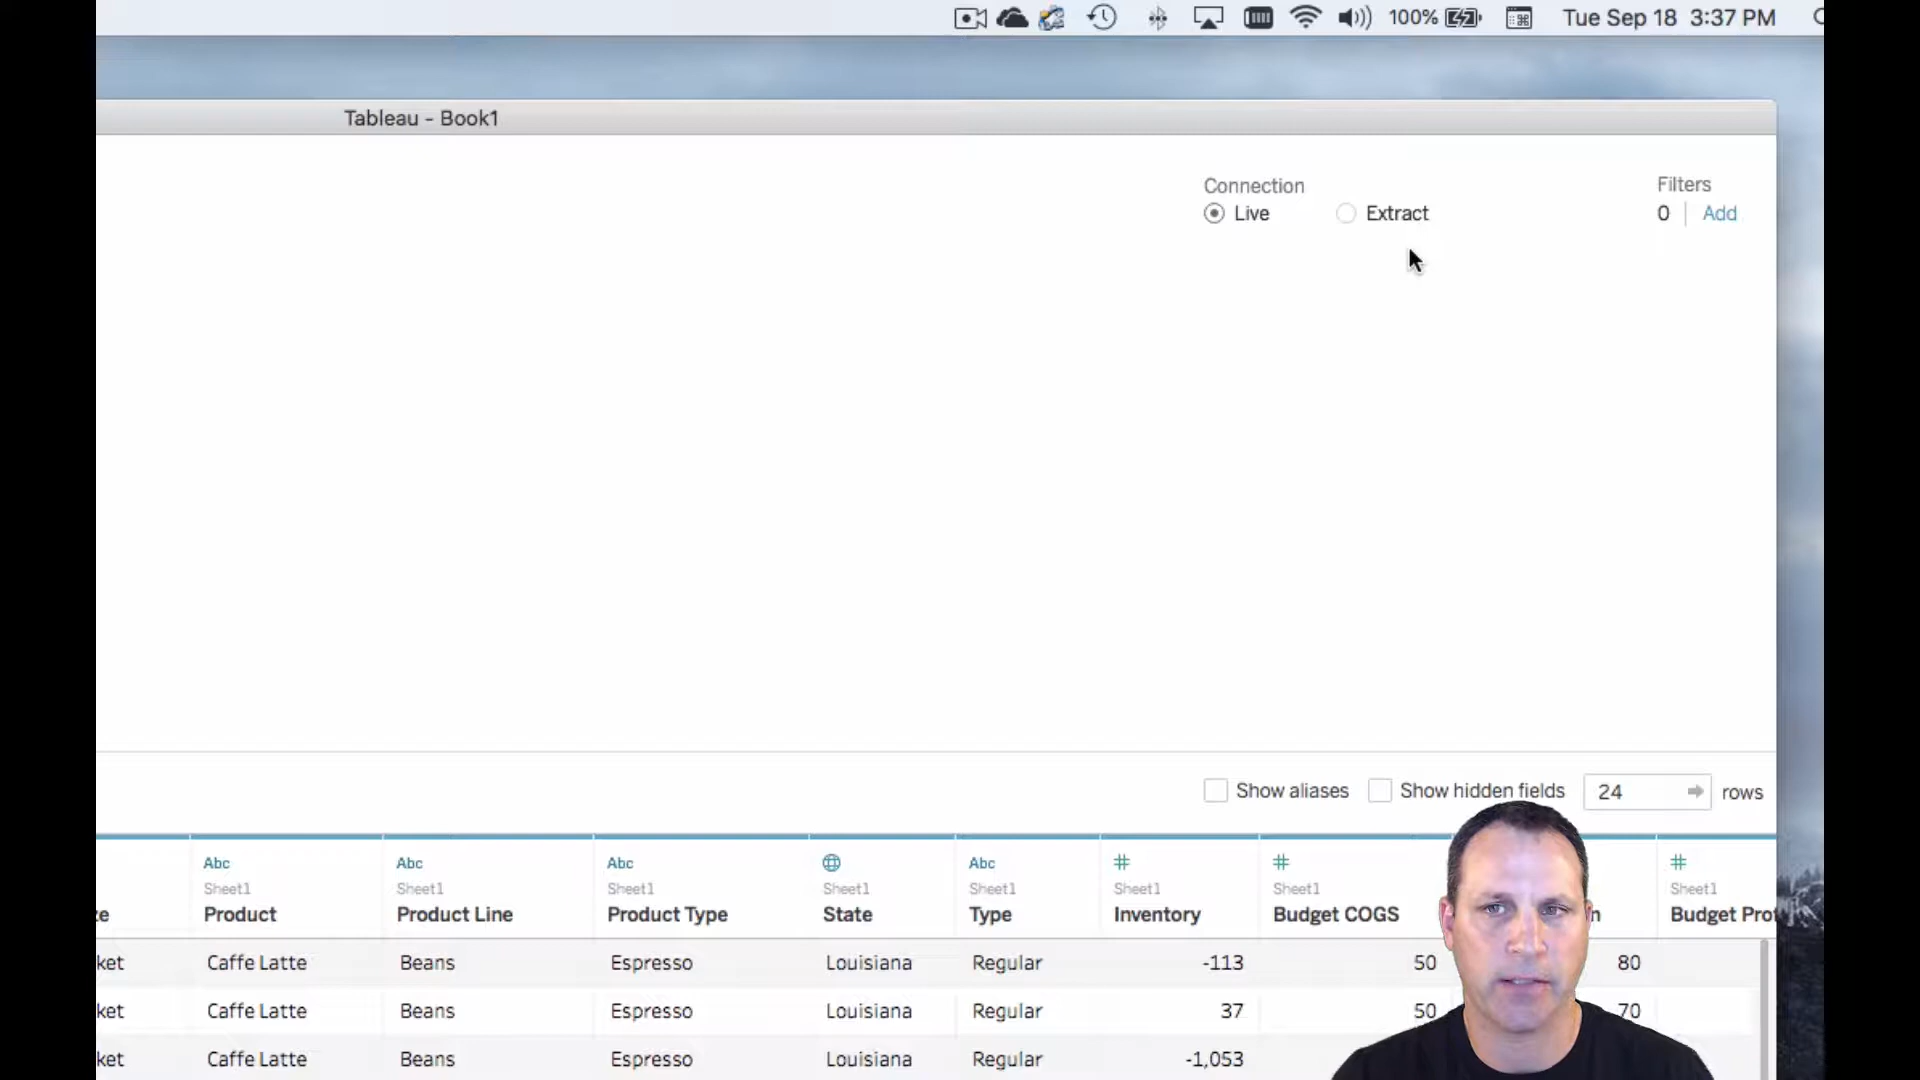 100% Tue Sep 18 3:37 PM
Tableau - Book1
Connection
Live Extract
Filters
0 Add
Show aliases Show hidden fields 24 rows
Abc Abc Abc Abc # # #
Sheet1 Sheet1 Sheet1 Sheet1 Sheet1 Sheet1 Sheet1 Sheet1
Product Product Line Product Type State Type Inventory Budget COGS Budget
ket Caffe Latte Beans Espresso Louisiana Regular -113 50 80
ket Caffe Latte Beans Espresso Louisiana Regular 37 50 70
ket Caffe Latte Beans Espresso Louisiana Regular -1,053